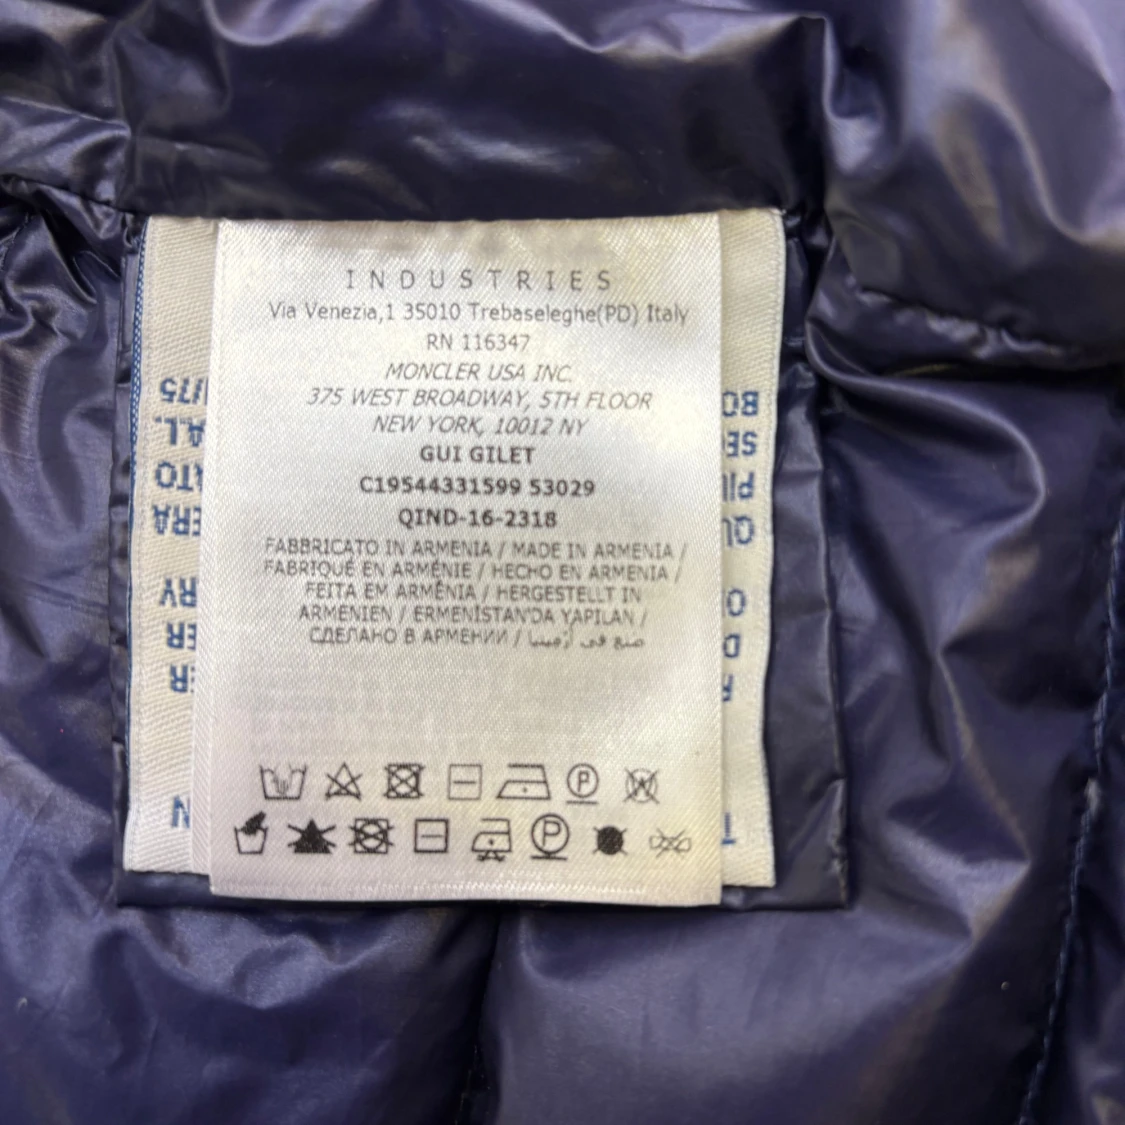 INDUSTRIES
Via Venezia,1 35010 Trebaseleghe(PD) Italy
RN 116347
MONCLER USA INC.
375 WEST BROADWAY, 5TH FLOOR
NEW YORK, 10012 NY
GUI GILET
C19544331599 53029
QIND-16-2318
FABBRICATO IN ARMENIA / MADE IN ARMENIA /
FABRIQUÉ EN ARMÉNIE / HECHO EN ARMENIA /
FEITA EM ARMÊNIA / HERGESTELLT IN
ARMENIEN / ERMENİSTAN'DA YAPILAN /
СДЕЛАНО В АРМЕНИИ / صنع في أرمينيا
P
P